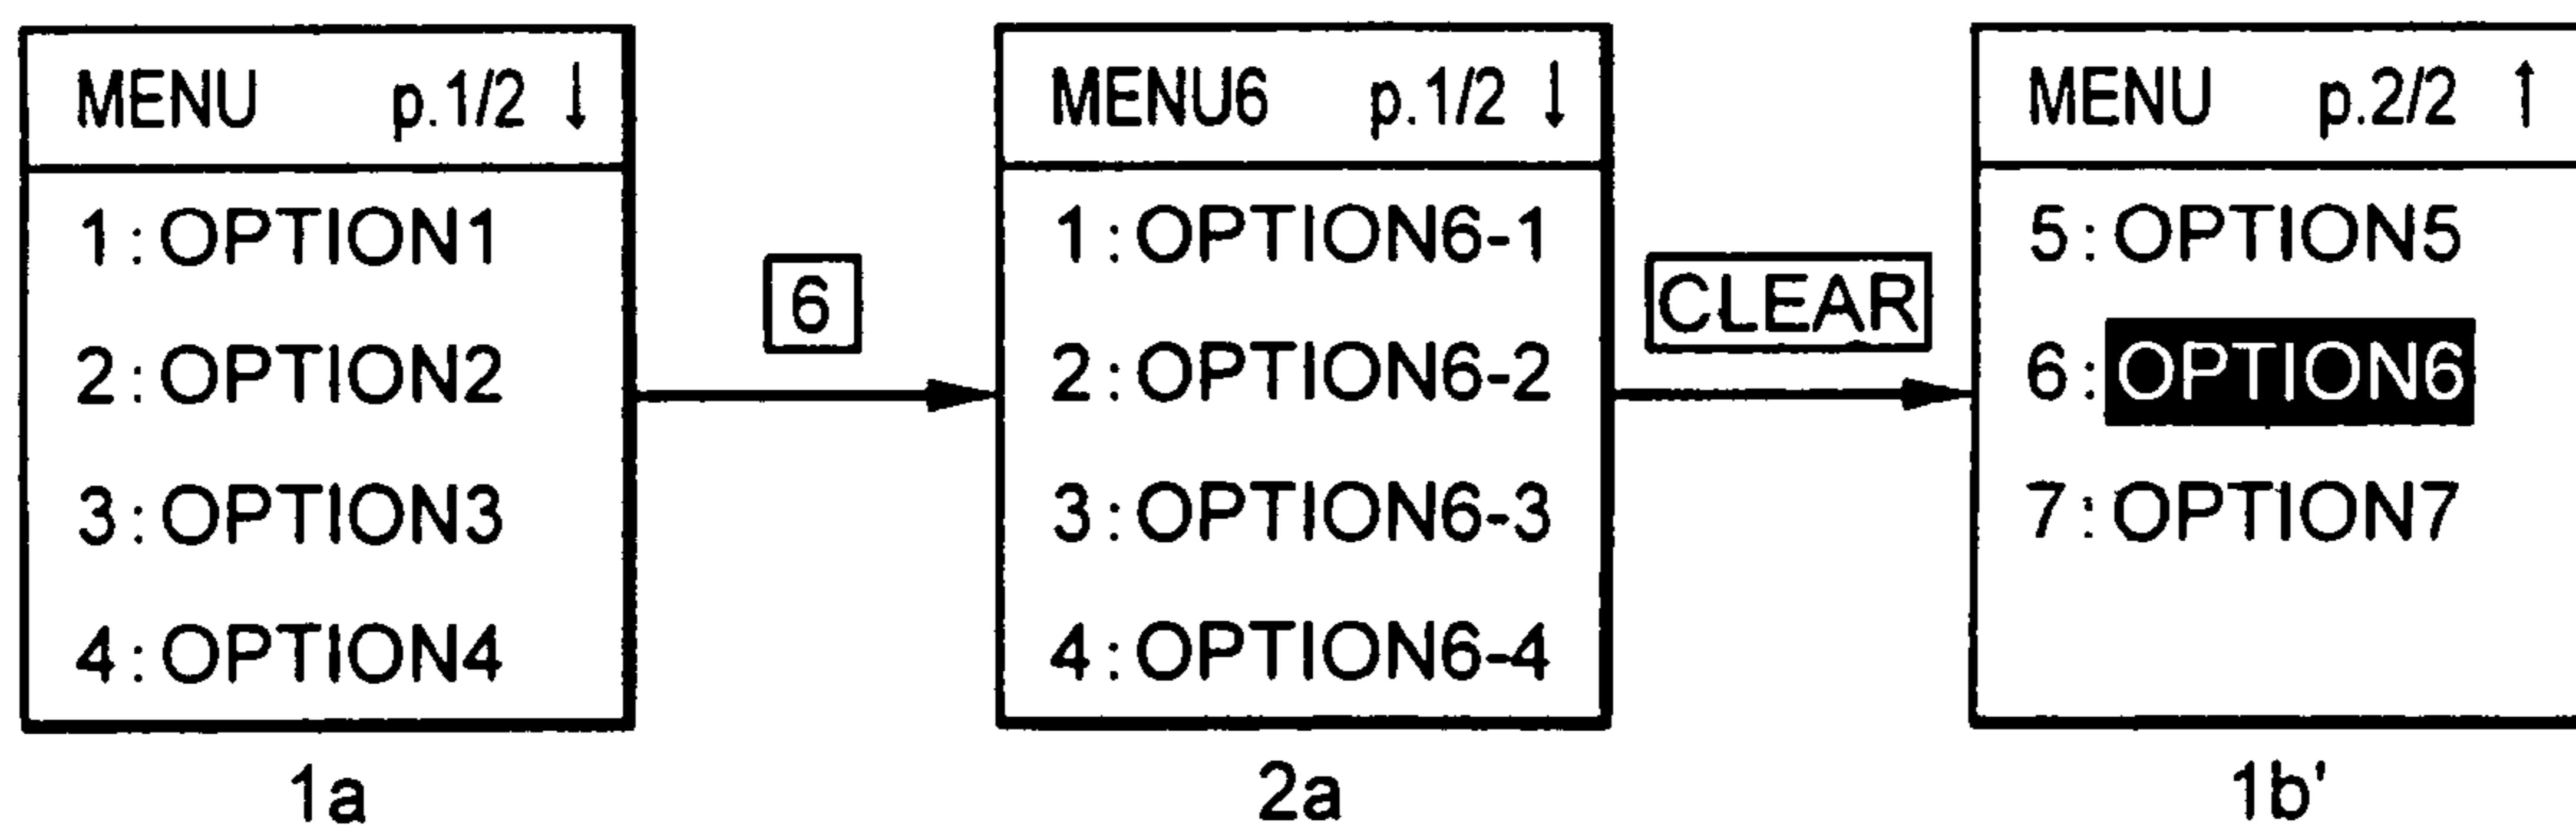 MENU p.1/2 ↓
1:OPTION1
2:OPTION2
3:OPTION3
4:OPTION4
1a
6
MENU6 p.1/2 ↓
1:OPTION6-1
2:OPTION6-2
3:OPTION6-3
4:OPTION6-4
2a
CLEAR
MENU p.2/2 ↑
5:OPTION5
6:OPTION6
7:OPTION7
1b'